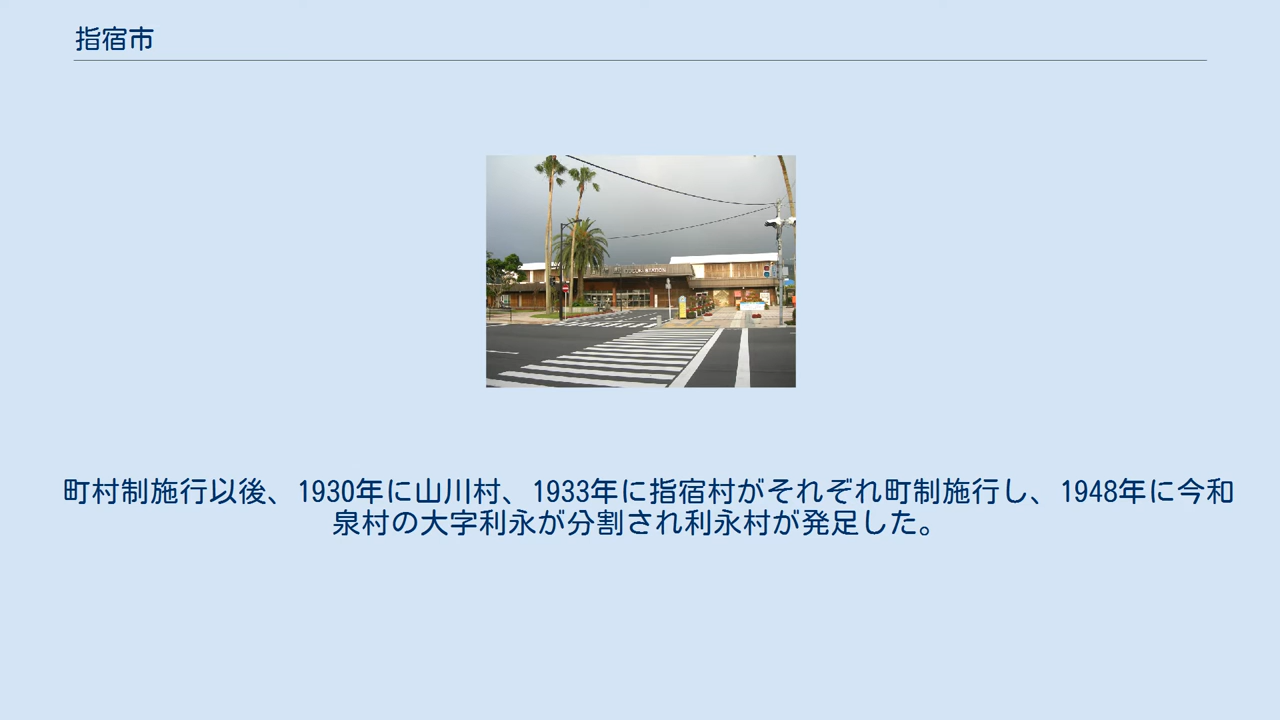 指宿市
町村制施行以後、1930年に山川村、1933年に指宿村がそれぞれ町制施行し、1948年に今和
泉村の大字利永が分割され利永村が発足した。